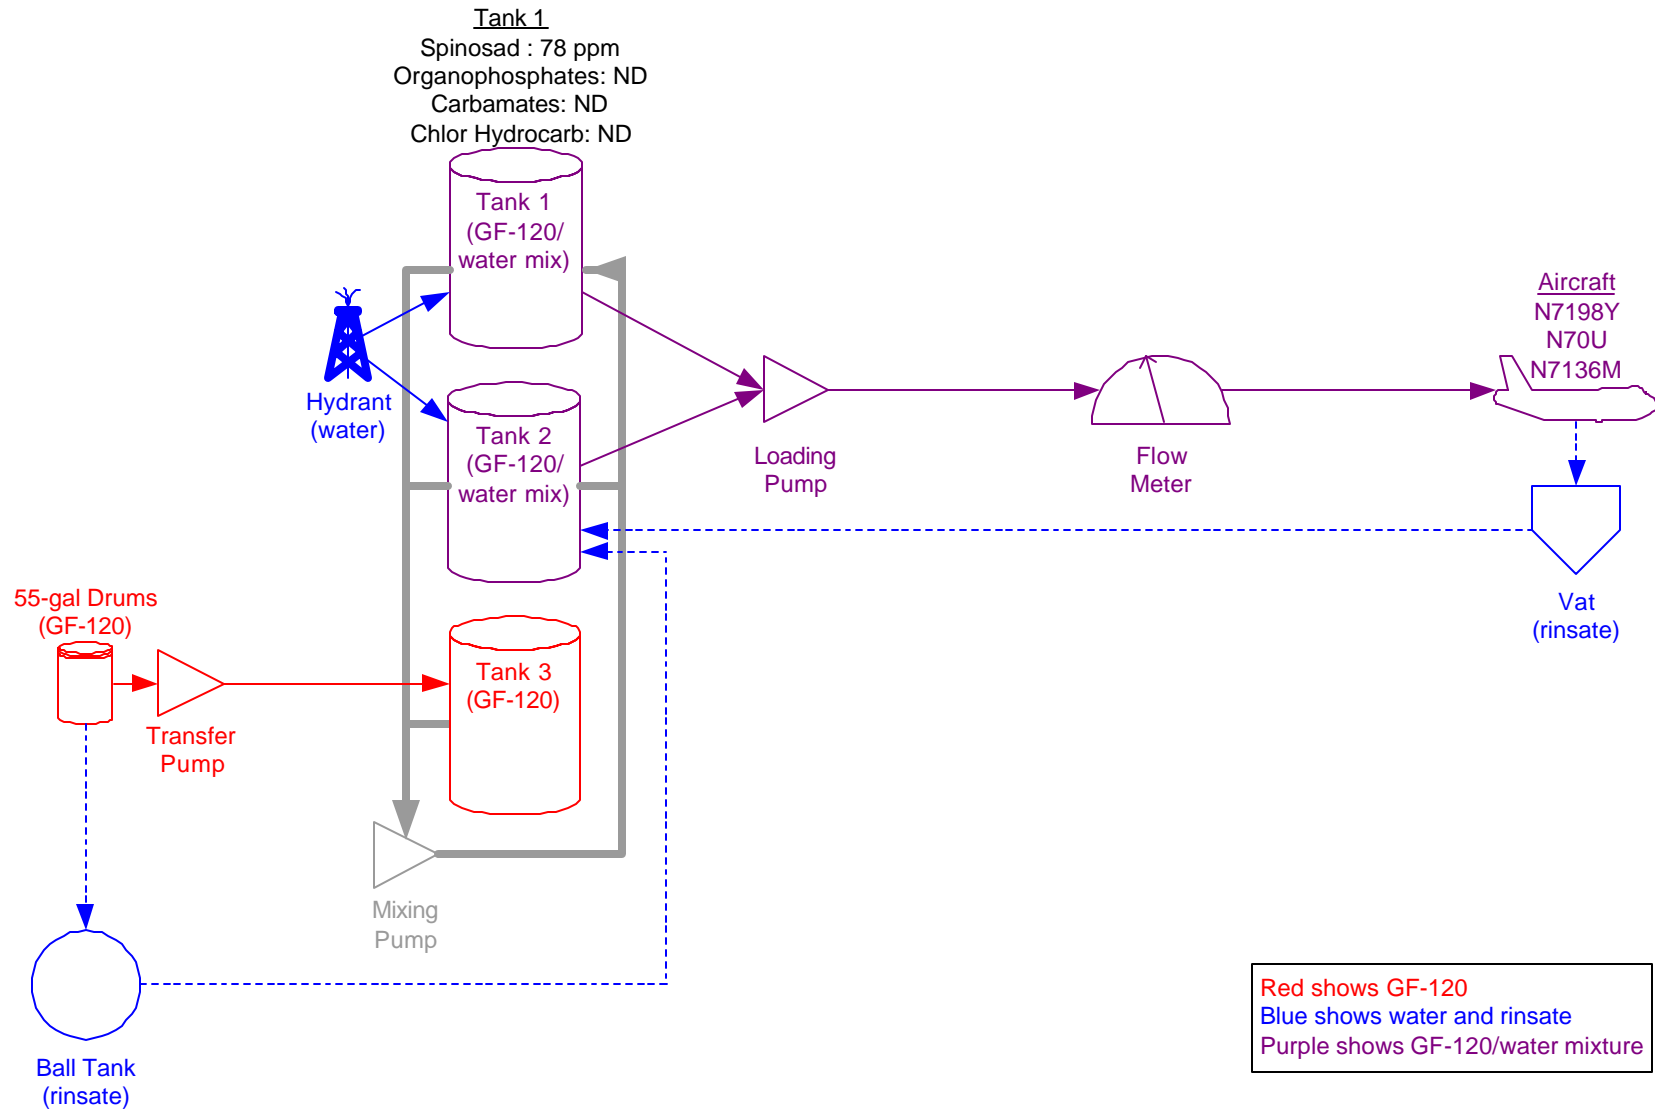 Tank 1
Spinosad : 78 ppm
Organophosphates: ND
Carbamates: ND
Chlor Hydrocarb: ND
Tank 1
(GF-120/
water mix)
Hydrant
(water)
Tank 2
(GF-120/
water mix)
Loading
Pump
Flow
Meter
Aircraft
N7198Y
N70U
N7136M
Vat
(rinsate)
55-gal Drums
(GF-120)
Transfer
Pump
Tank 3
(GF-120)
Mixing
Pump
Ball Tank
(rinsate)
Red shows GF-120
Blue shows water and rinsate
Purple shows GF-120/water mixture